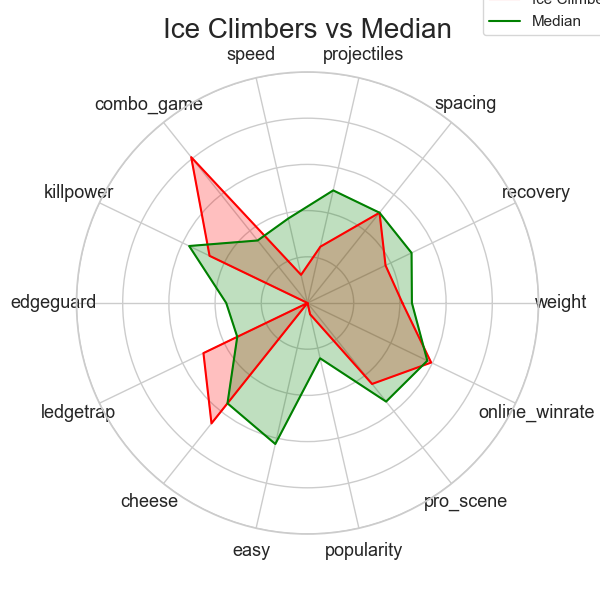 Ice Climbers vs Median
Median
speed
projectiles
combo_game
spacing
killpower
recovery
edgeguard
weight
ledgetrap
online_winrate
cheese
pro_scene
easy
popularity